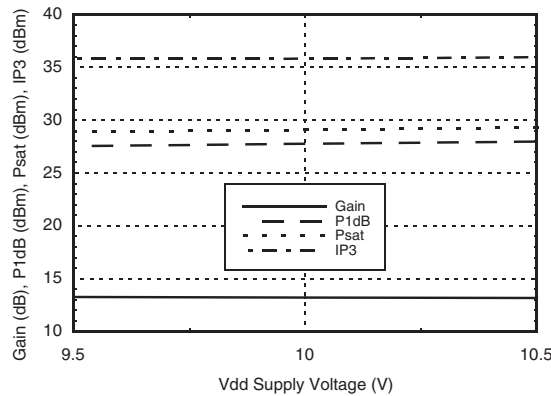 Gain (dB), P1dB (dBm), Psat (dBm), IP3 (dBm)
40
35
30
25
20
15
10
Gain
P1dB
Psat
IP3
9.5
10
10.5
Vdd Supply Voltage (V)